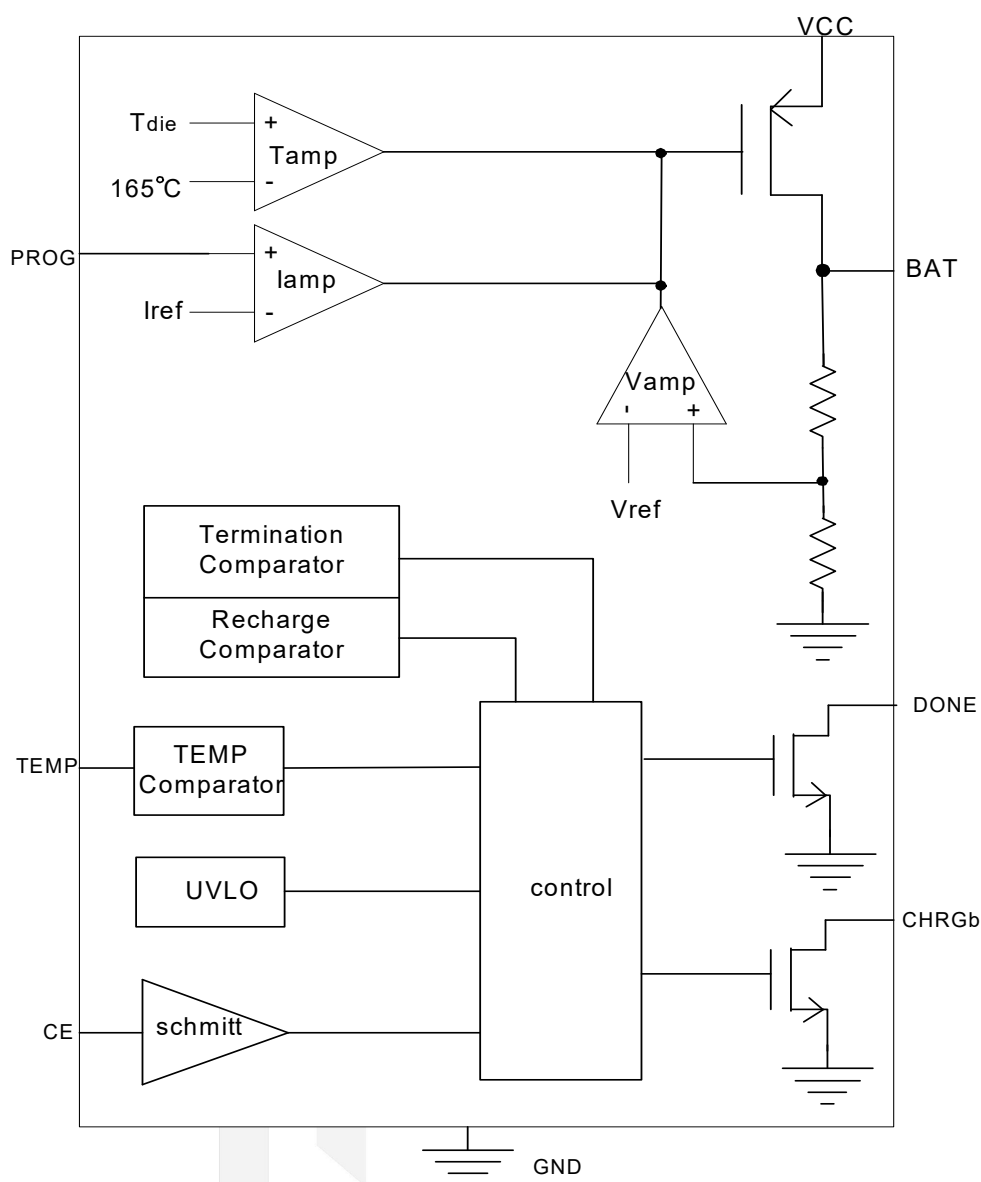 VCC
Tdie
+
Tamp
165℃
-
PROG
+
Iamp
Iref
-
BAT
Vamp
-
+
Vref
Termination
Comparator
Recharge
Comparator
DONE
TEMP
TEMP
Comparator
UVLO
control
CHRGb
CE
schmitt
GND